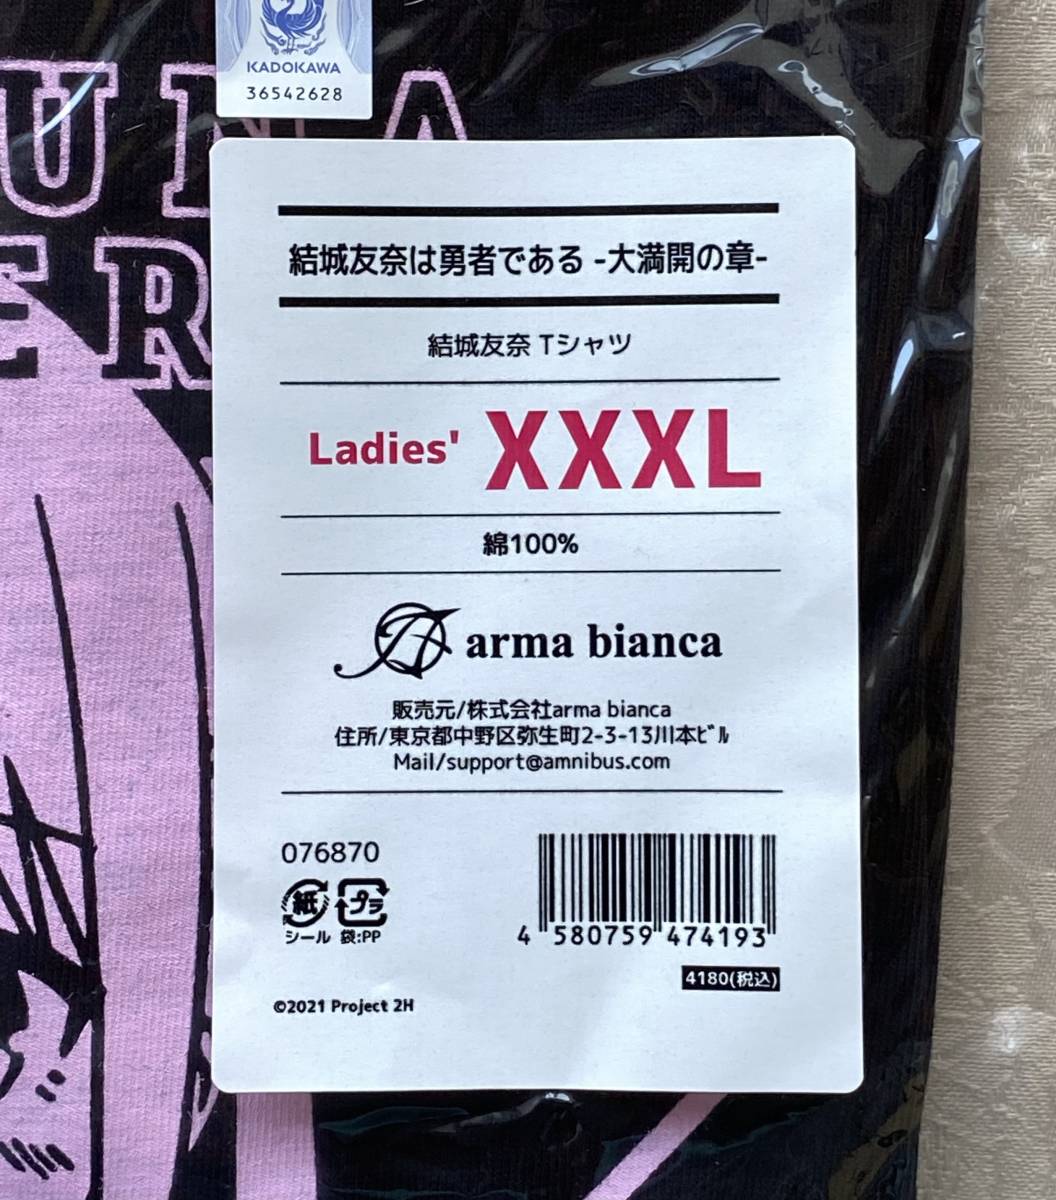 KADOKAWA
36542628
UNA
FR
結城友奈は勇者である -大満開の章-
結城友奈 Tシャツ
Ladies' XXXL
綿100%
arma bianca
販売元/株式会社arma bianca
住所/東京都中野区弥生町2-3-13川本ビル
Mail/support@amnibus.com
076870
紙 プラ
シール 袋:PP
4 580759 474193
4180(税込)
©2021 Project 2H